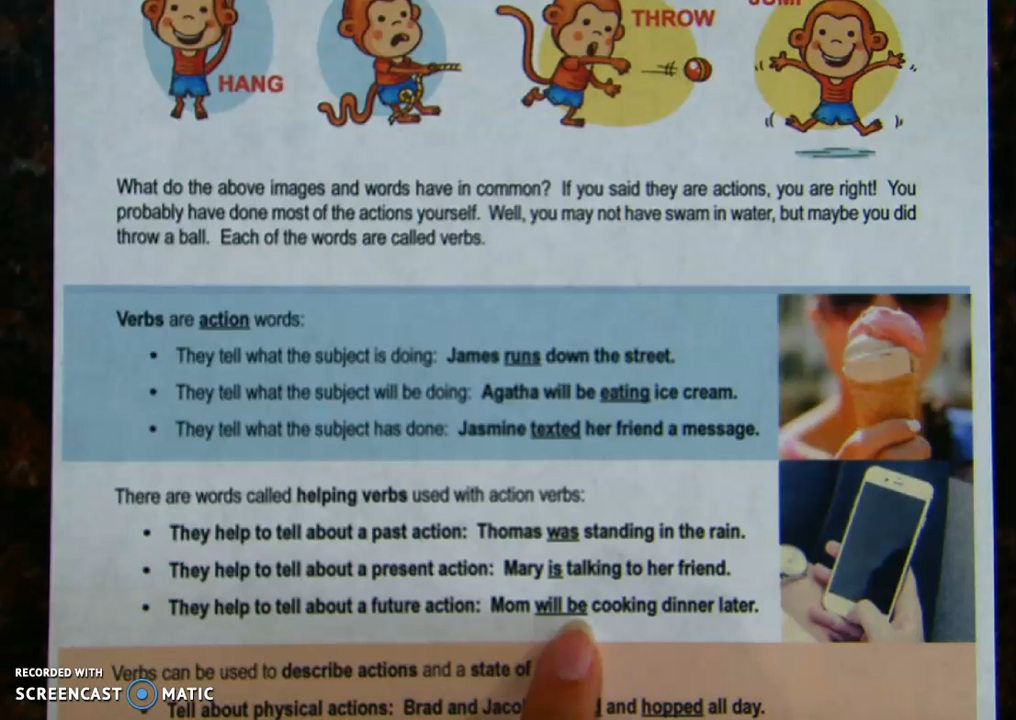 THROW
HANG
What do the above images and words have in common? If you said they are actions, you are right! You
probably have done most of the actions yourself. Well, you may not have swam in water, but maybe you did
throw a ball. Each of the words are called verbs.
Verbs are action words:
• They tell what the subject is doing: James runs down the street.
• They tell what the subject will be doing: Agatha will be eating ice cream.
• They tell what the subject has done: Jasmine texted her friend a message.
There are words called helping verbs used with action verbs:
• They help to tell about a past action: Thomas was standing in the rain.
• They help to tell about a present action: Mary is talking to her friend.
• They help to tell about a future action: Mom will be cooking dinner later.
Verbs can be used to describe actions and a state of
• Tell about physical actions: Brad and and hopped all day.
RECORDED WITH
SCREENCAST MATIC